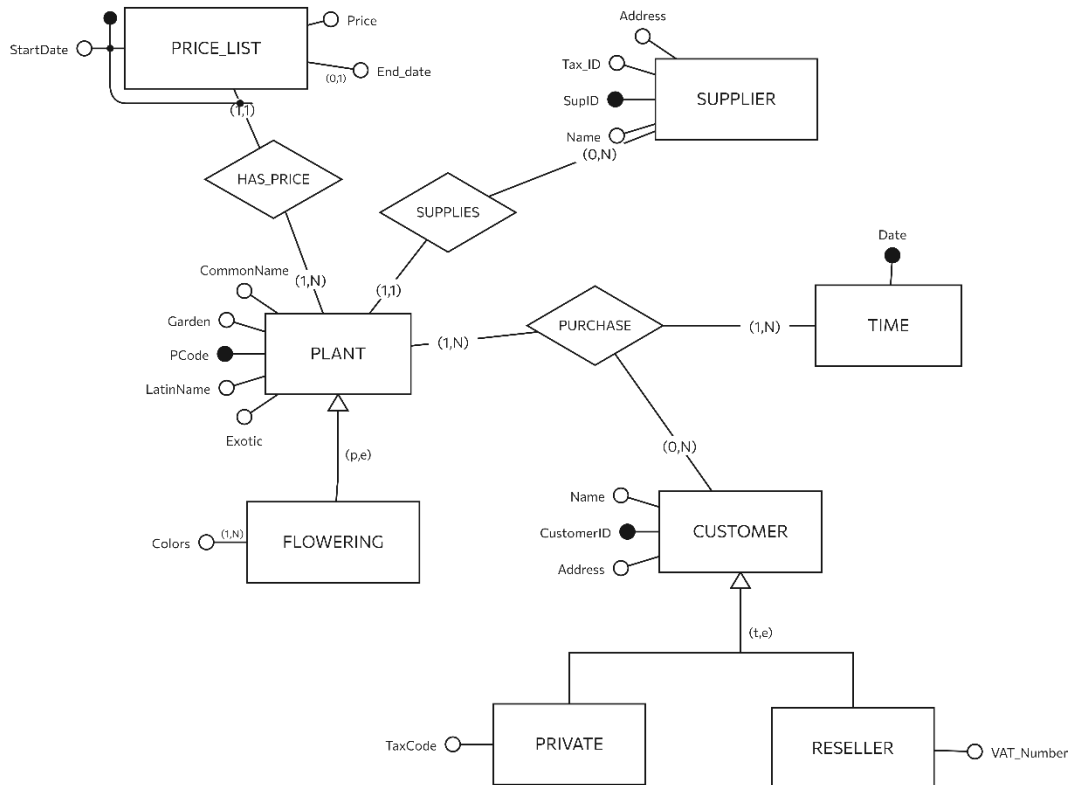 Price
StartDate
PRICE_LIST
(0,1)
End_date
(1,1)
Address
Tax_ID
SupID
SUPPLIER
Name
(0,N)
HAS_PRICE
SUPPLIES
(1,N)
(1,1)
CommonName
Garden
PCode
PLANT
LatinName
Exotic
(1,N)
PURCHASE
(1,N)
Date
TIME
(0,N)
(p,e)
Colors
(1,N)
FLOWERING
Name
CustomerID
CUSTOMER
Address
(t,e)
TaxCode
PRIVATE
RESELLER
VAT_Number